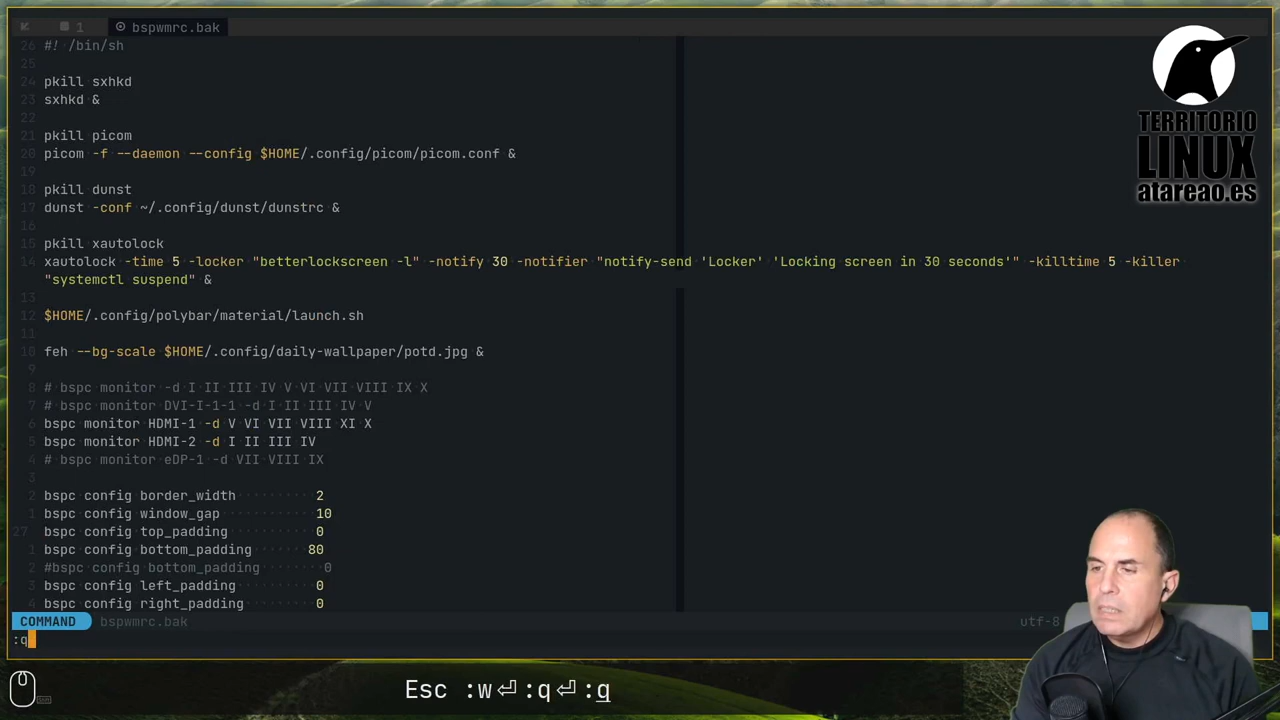 1 bspwmrc.bak
26 #! /bin/sh
25
24 pkill sxhkd
23 sxhkd &
22
21 pkill picom
20 picom -f --daemon --config $HOME/.config/picom/picom.conf &
19
18 pkill dunst
17 dunst -conf ~/.config/dunst/dunstrc &
16
15 pkill xautolock
14 xautolock -time 5 -locker "betterlockscreen -l" -notify 30 -notifier "notify-send 'Locker' 'Locking screen in 30 seconds'" -killtime 5 -killer
"systemctl suspend" &
13
12 $HOME/.config/polybar/material/launch.sh
11
10 feh --bg-scale $HOME/.config/daily-wallpaper/potd.jpg &
9
8 # bspc monitor -d I II III IV V VI VII VIII IX X
7 # bspc monitor DVI-I-1-1 -d I II III IV V
6 bspc monitor HDMI-1 -d V VI VII VIII XI X
5 bspc monitor HDMI-2 -d I II III IV
4 # bspc monitor eDP-1 -d VII VIII IX
3
2 bspc config border_width 2
1 bspc config window_gap 10
27 bspc config top_padding 0
1 bspc config bottom_padding 80
2 #bspc config bottom_padding 0
3 bspc config left_padding 0
4 bspc config right_padding 0
COMMAND bspwmrc.bak utf-8
:q
Esc :w⏎:q⏎:q
TERRITORIO
LINUX
atareao.es